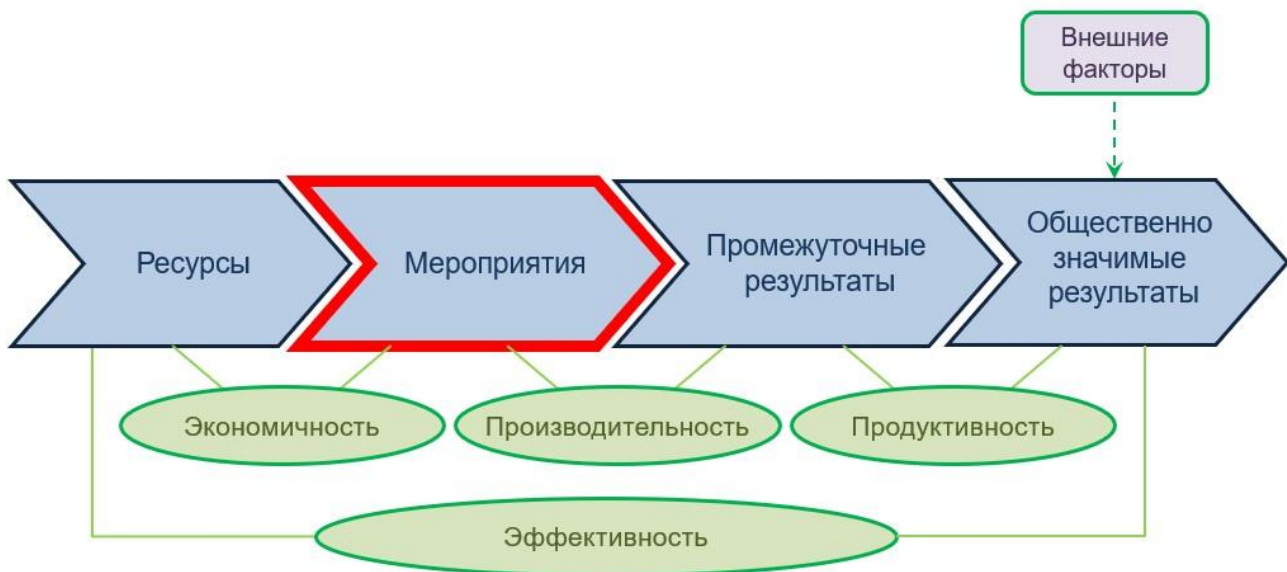 Внешние
факторы
Ресурсы
Мероприятия
Промежуточные
результаты
Общественно
значимые
результаты
Экономичность
Производительность
Продуктивность
Эффективность